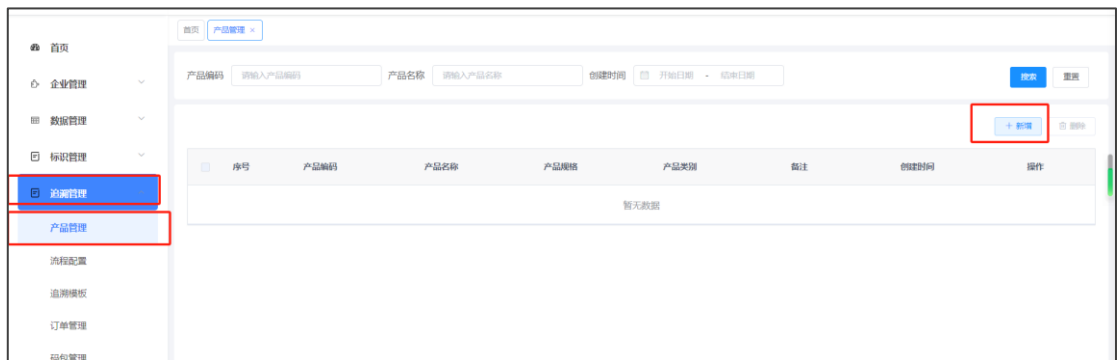 首页
企业管理
数据管理
标识管理
追溯管理
产品管理
流程配置
追溯模板
订单管理
码包管理
首页 产品管理 ×
产品编码 请输入产品编码 产品名称 请输入产品名称 创建时间 开始日期 - 结束日期 搜索 重置
+ 新增 删除
序号 产品编码 产品名称 产品规格 产品类别 备注 创建时间 操作
暂无数据